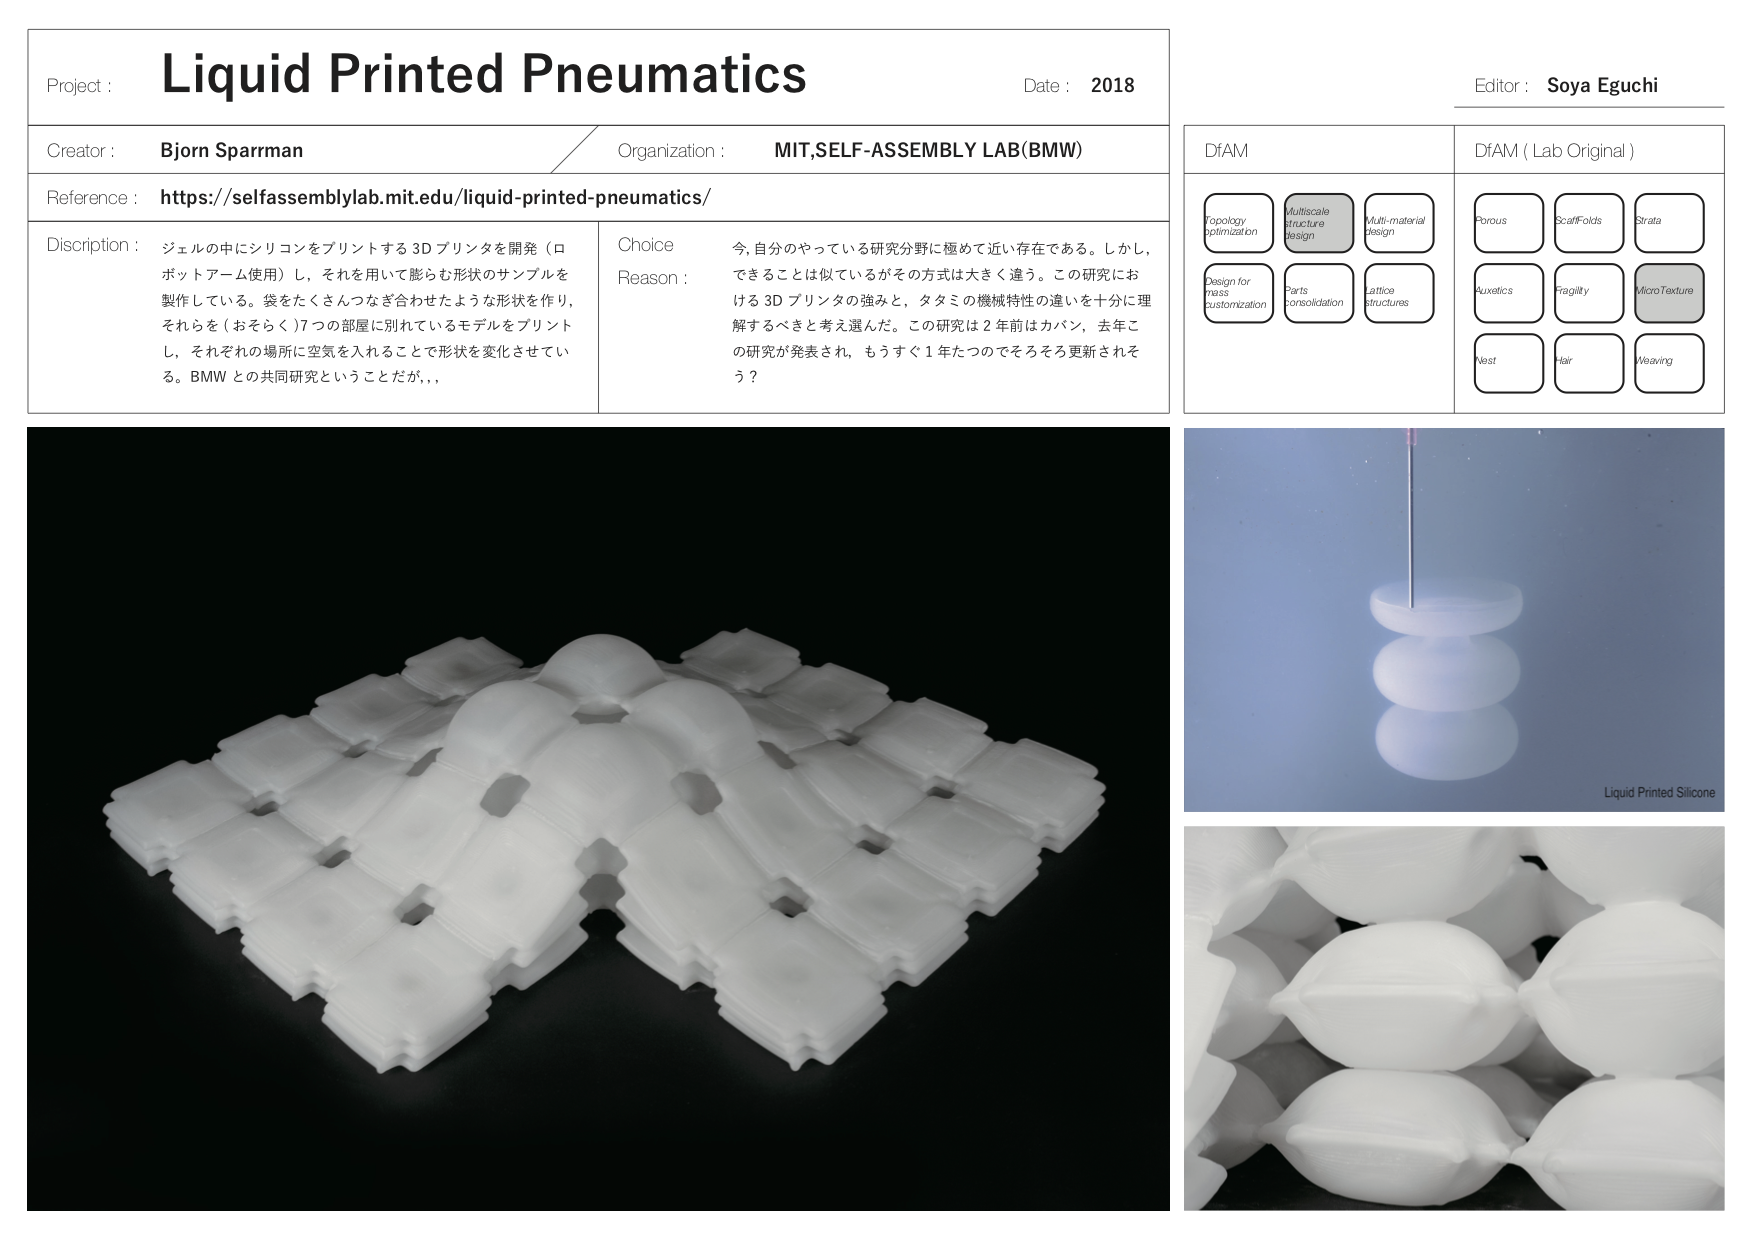 Project :
Liquid Printed Pneumatics
Date :
2018
Editor :
Soya Eguchi
Creator :
Bjorn Sparrman
Organization :
MIT,SELF-ASSEMBLY LAB(BMW)
Reference :
https://selfassemblylab.mit.edu/liquid-printed-pneumatics/
Discription :
ジェルの中にシリコンをプリントする 3D プリンタを開発（ロ
ボットアーム使用）し，それを用いて膨らむ形状のサンプルを
製作している。袋をたくさんつなぎ合わせたような形状を作り,
それらを ( おそらく )7 つの部屋に別れているモデルをプリント
し，それぞれの場所に空気を入れることで形状を変化させてい
る。BMW との共同研究ということだが, , ,
Choice
Reason :
今, 自分のやっている研究分野に極めて近い存在である。しかし,
できることは似ているがその方式は大きく違う。この研究にお
ける 3D プリンタの強みと，タタミの機械特性の違いを十分に理
解するべきと考え選んだ。この研究は 2 年前はカバン，去年こ
の研究が発表され，もうすぐ 1 年たつのでそろそろ更新されそ
う？
DfAM
Topology
optimization
Multiscale
structure
design
Multi-material
design
Design for
mass
customization
Parts
consolidation
Lattice
structures
DfAM ( Lab Original )
Porous
ScaffFolds
Strata
Auxetics
Fragility
MicroTexture
Nest
Hair
Weaving
Liquid Printed Silicone